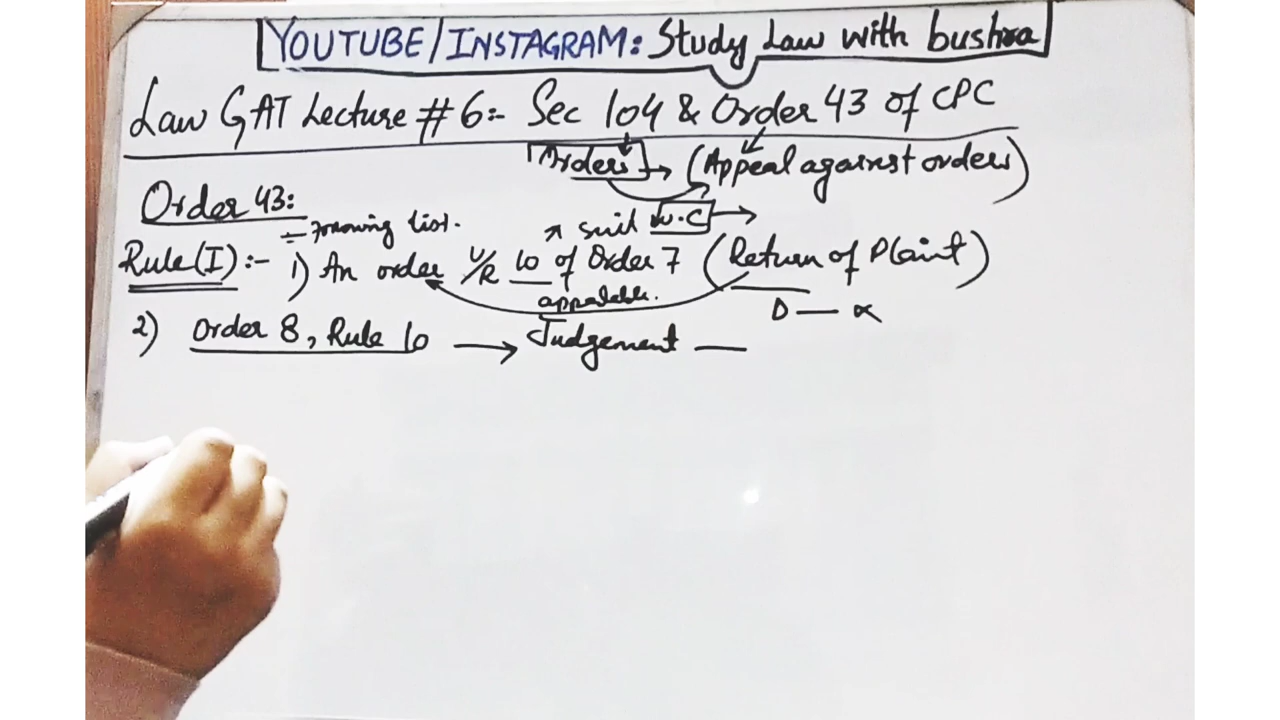 YOUTUBE/INSTAGRAM: Study Law with bushra
Law GAT Lecture # 6:- Sec 104 & Order 43 of CPC
Orders → (Appeal against orders)
Order 43:
following list.
suit W.C →
Rule(I):- 1) An order U/R 10 of Order 7 (Return of Plaint)
appealable.
D —
2) Order 8, Rule 10 → Judgement —